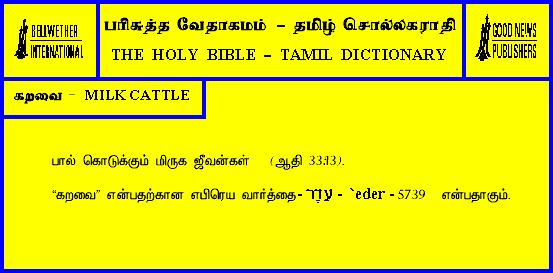 BELLWETHER
INTERNATIONAL
பரிசுத்த வேதாகமம் – தமிழ் சொல்லகராதி
THE HOLY BIBLE – TAMIL DICTIONARY
GOOD NEWS
PUBLISHERS
கறவை - MILK CATTLE
பால் கொடுக்கும் மிருக ஜீவன்கள் (ஆதி 33:13).
“கறவை” என்பதற்கான எபிரெய வார்த்தை - עֵדֶר - `eder - 5739 என்பதாகும்.